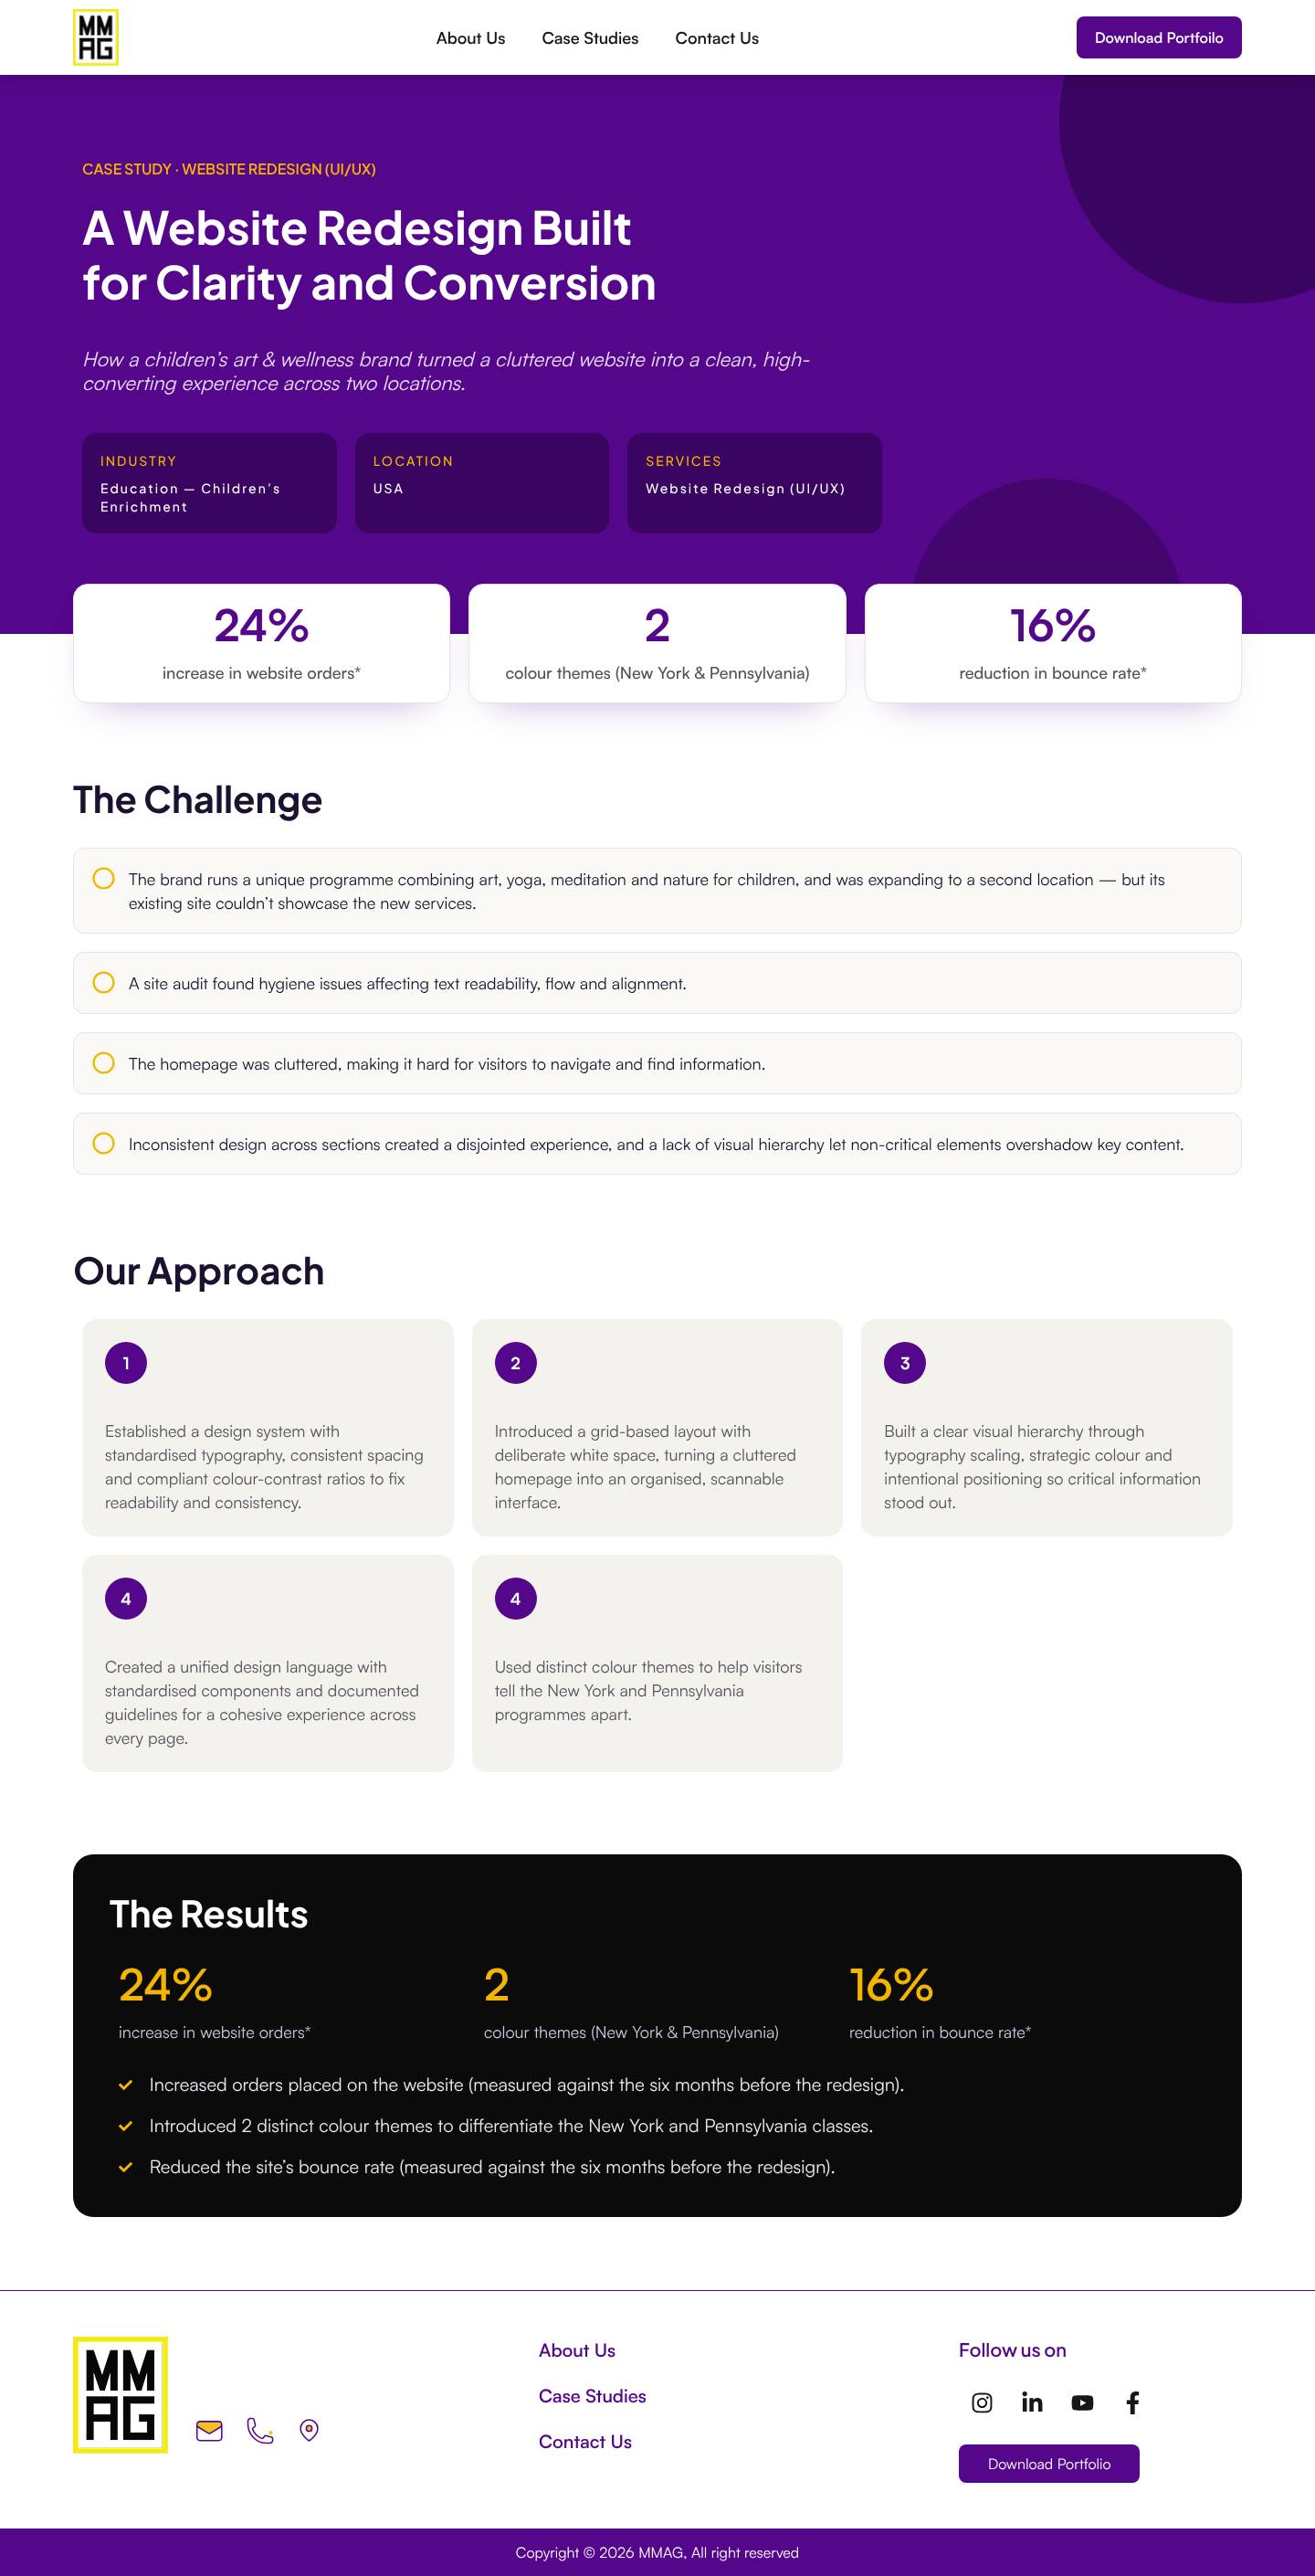 MM
AG
About Us
Case Studies
Contact Us
Download Portfoilo
CASE STUDY · WEBSITE REDESIGN (UI/UX)
A Website Redesign Built
for Clarity and Conversion
How a children’s art & wellness brand turned a cluttered website into a clean, high-
converting experience across two locations.
INDUSTRY
Education — Children’s
Enrichment
LOCATION
USA
SERVICES
Website Redesign (UI/UX)
24%
increase in website orders*
2
colour themes (New York & Pennsylvania)
16%
reduction in bounce rate*
The Challenge
The brand runs a unique programme combining art, yoga, meditation and nature for children, and was expanding to a second location — but its
existing site couldn’t showcase the new services.
A site audit found hygiene issues affecting text readability, flow and alignment.
The homepage was cluttered, making it hard for visitors to navigate and find information.
Inconsistent design across sections created a disjointed experience, and a lack of visual hierarchy let non-critical elements overshadow key content.
Our Approach
1
Established a design system with
standardised typography, consistent spacing
and compliant colour-contrast ratios to fix
readability and consistency.
2
Introduced a grid-based layout with
deliberate white space, turning a cluttered
homepage into an organised, scannable
interface.
3
Built a clear visual hierarchy through
typography scaling, strategic colour and
intentional positioning so critical information
stood out.
4
Created a unified design language with
standardised components and documented
guidelines for a cohesive experience across
every page.
4
Used distinct colour themes to help visitors
tell the New York and Pennsylvania
programmes apart.
The Results
24%
increase in website orders*
2
colour themes (New York & Pennsylvania)
16%
reduction in bounce rate*
Increased orders placed on the website (measured against the six months before the redesign).
Introduced 2 distinct colour themes to differentiate the New York and Pennsylvania classes.
Reduced the site’s bounce rate (measured against the six months before the redesign).
MM
AG
About Us
Case Studies
Contact Us
Follow us on
Download Portfolio
Copyright © 2026 MMAG, All right reserved